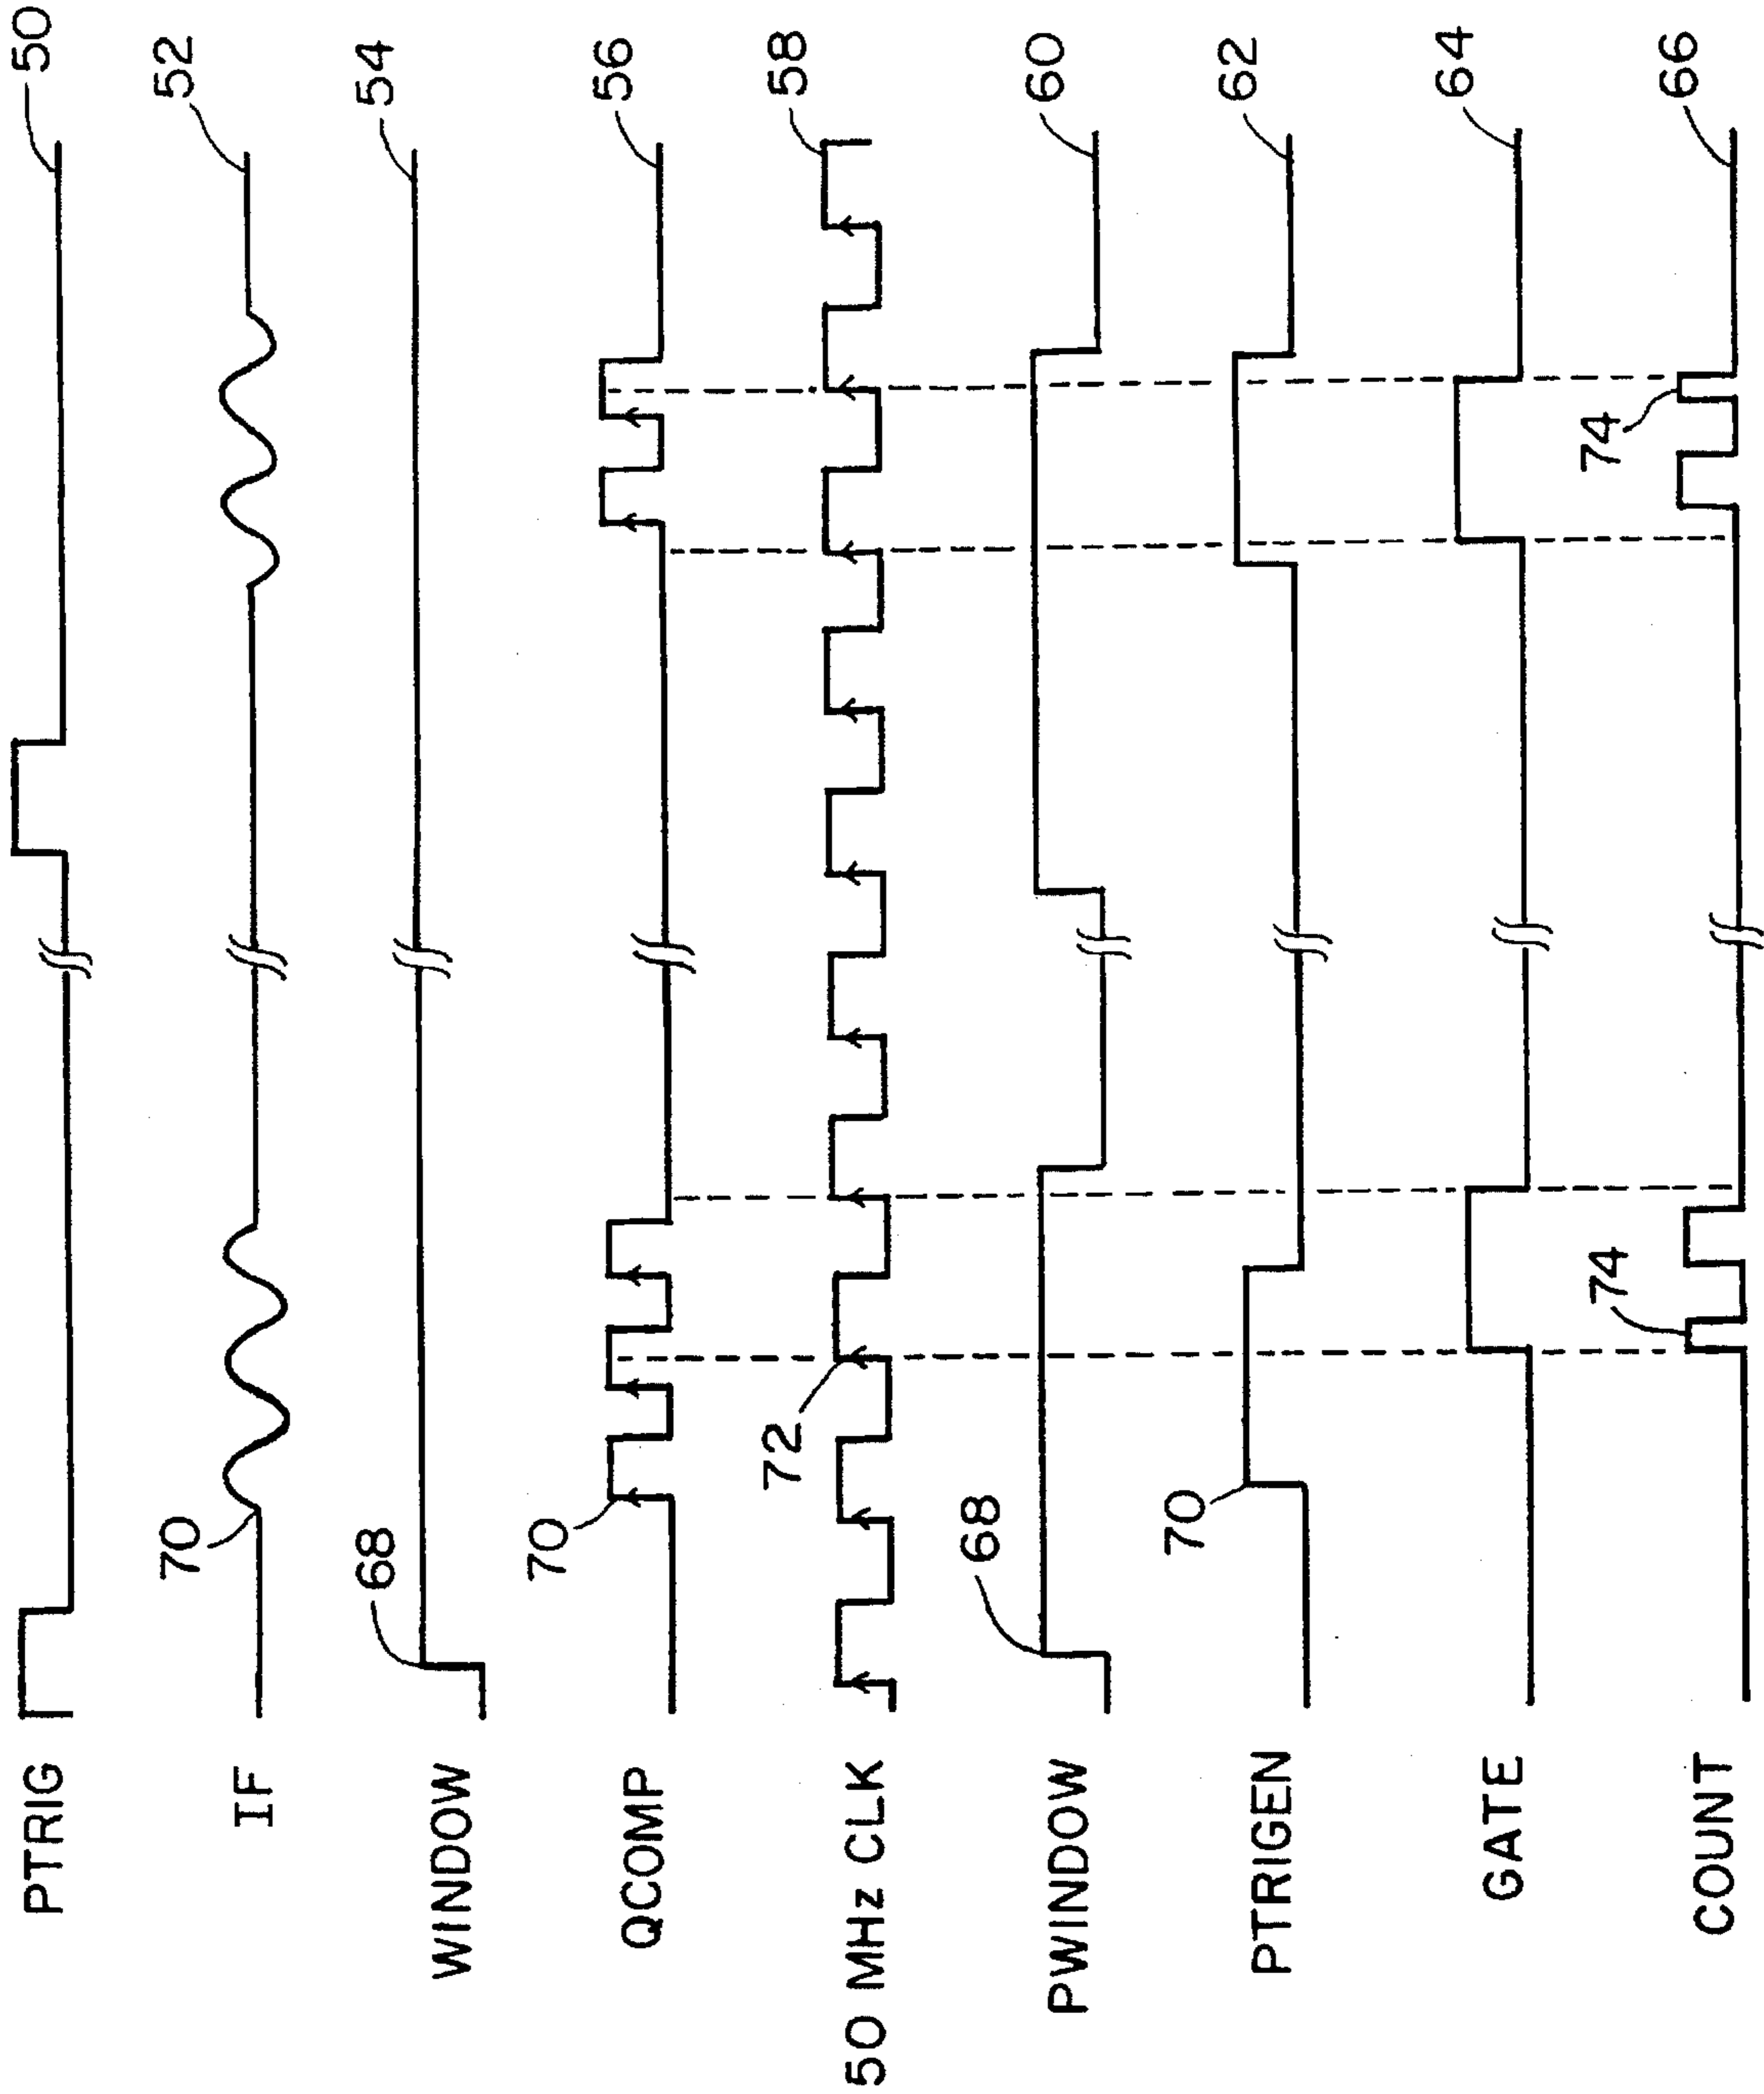 PTRIG 50
IF 70 52
WINDOW 68 54
QCOMP 70 56
50 MHz CLK 72 58
PWINDOW 68 60
PTRIGEN 70 62
GATE 64
COUNT 74 74 66